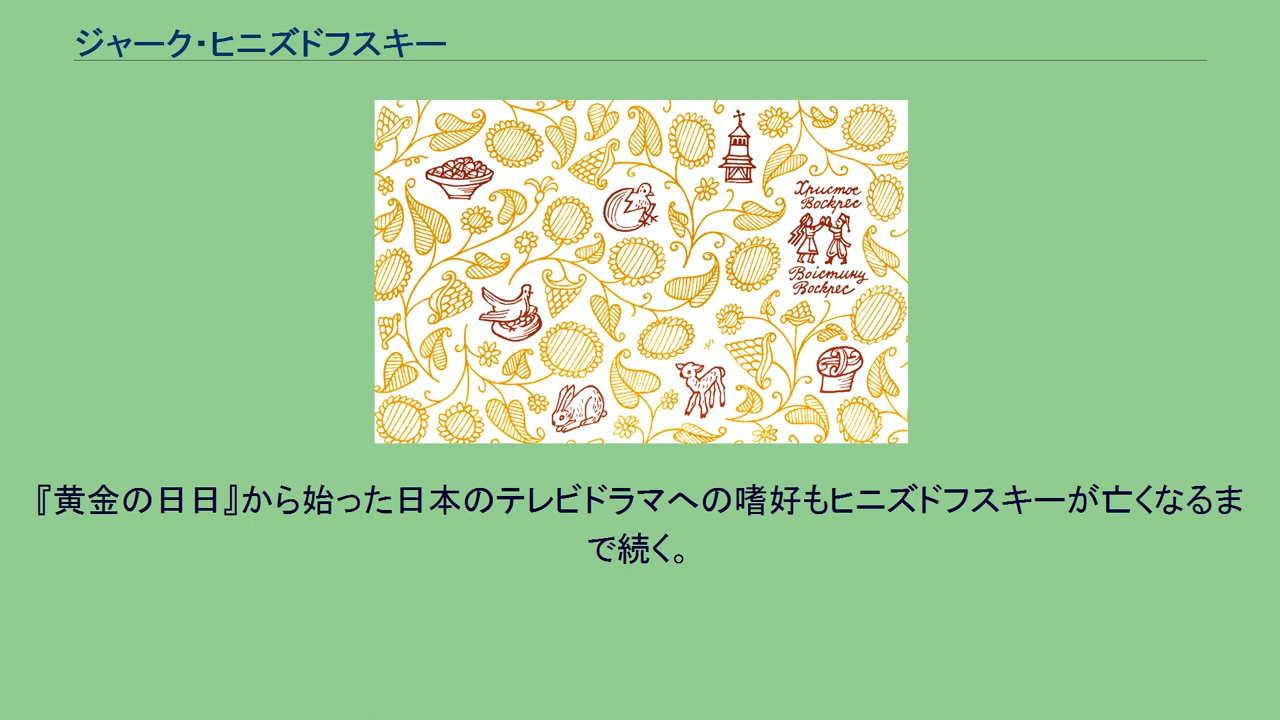 ジャーク・ヒニズドフスキー
Христос
Воскрес
Воістину
Воскрес
『黄金の日日』から始った日本のテレビドラマへの嗜好もヒニズドフスキーが亡くなるま
で続く。